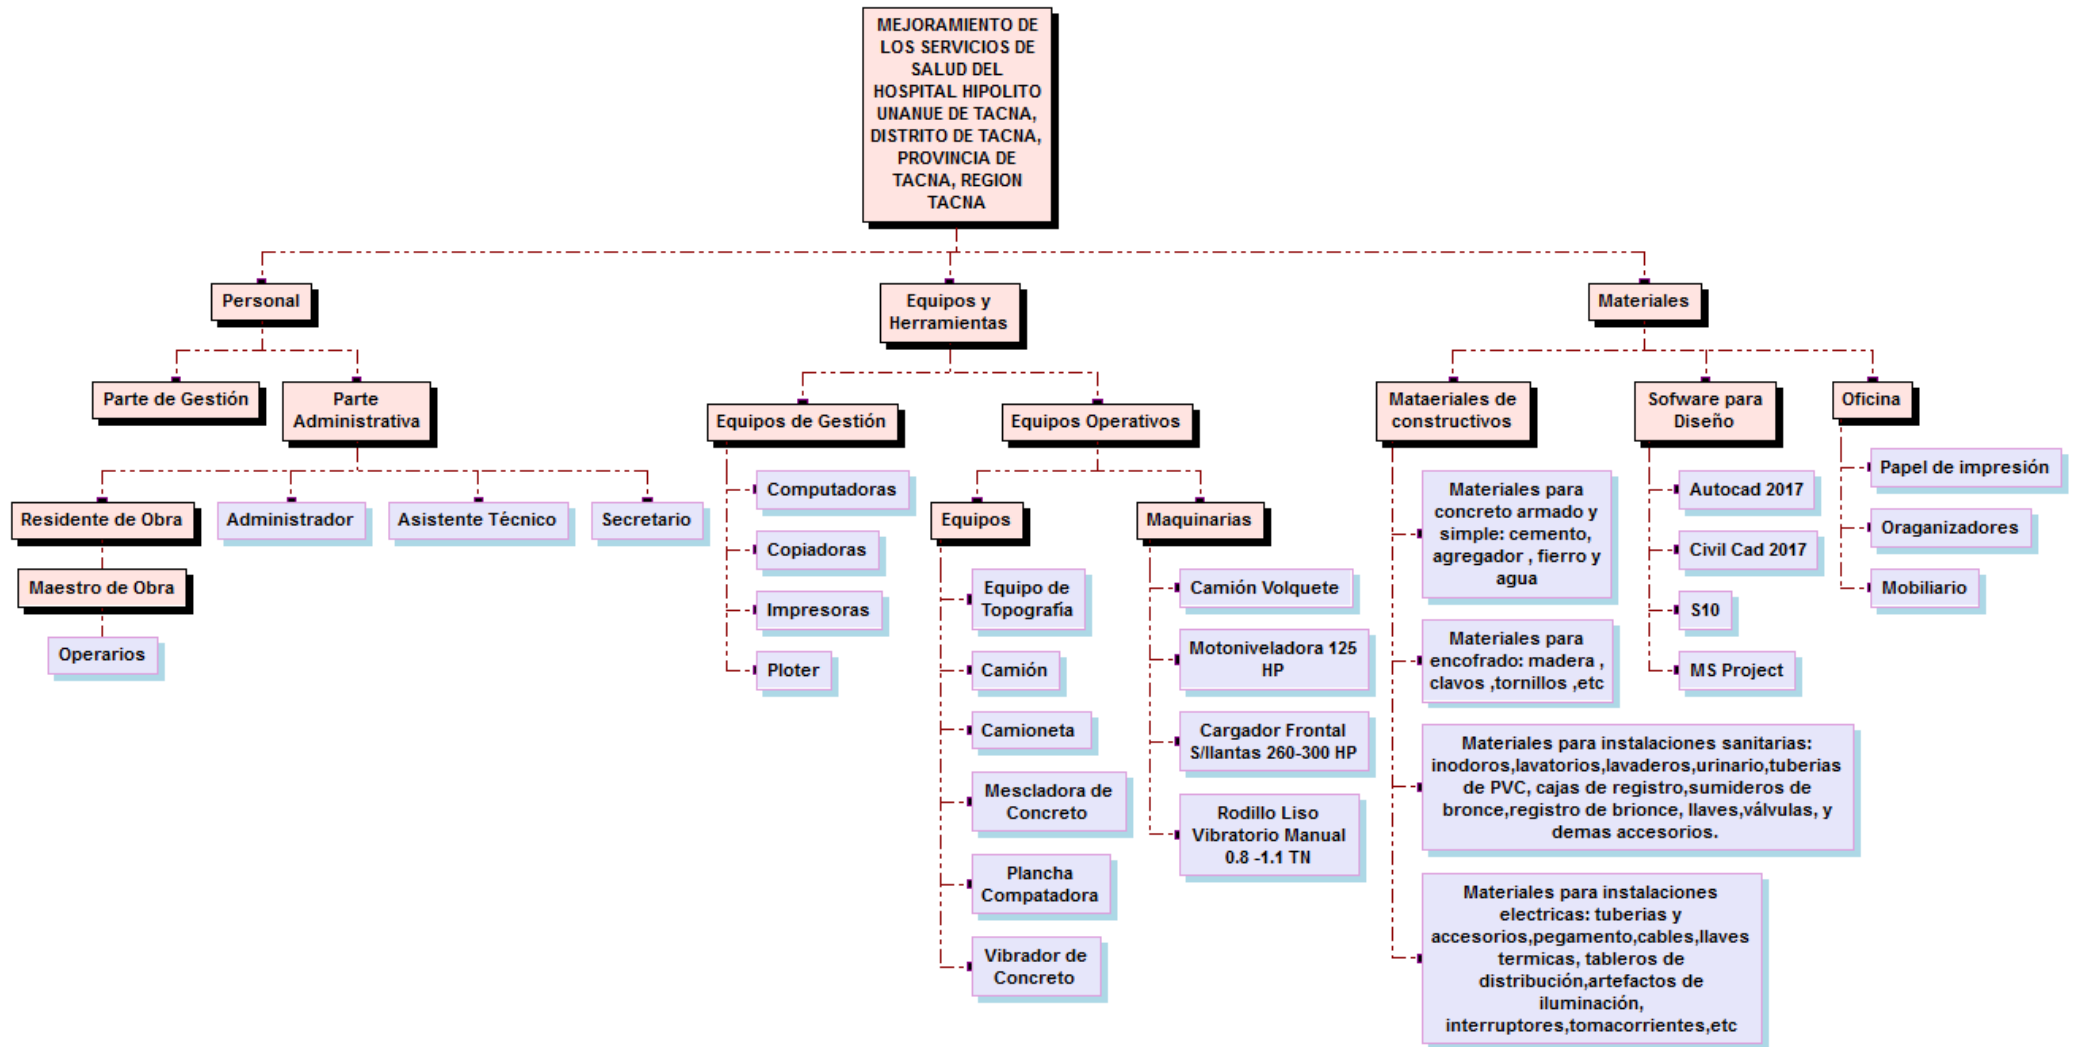 MEJORAMIENTO DE
LOS SERVICIOS DE
SALUD DEL
HOSPITAL HIPOLITO
UNANUE DE TACNA,
DISTRITO DE TACNA,
PROVINCIA DE
TACNA, REGION
TACNA
Personal
Equipos y
Herramientas
Materiales
Parte de Gestión
Parte
Administrativa
Equipos de Gestión
Equipos Operativos
Mataeriales de
constructivos
Sofware para
Diseño
Oficina
Residente de Obra
Administrador
Asistente Técnico
Secretario
Maestro de Obra
Operarios
Computadoras
Copiadoras
Impresoras
Ploter
Equipos
Maquinarias
Equipo de
Topografía
Camión
Camioneta
Mescladora de
Concreto
Plancha
Compatadora
Vibrador de
Concreto
Camión Volquete
Motoniveladora 125
HP
Cargador Frontal
S/llantas 260-300 HP
Rodillo Liso
Vibratorio Manual
0.8 -1.1 TN
Materiales para
concreto armado y
simple: cemento,
agregador , fierro y
agua
Materiales para
encofrado: madera ,
clavos ,tornillos ,etc
Materiales para instalaciones sanitarias:
inodoros,lavatorios,lavaderos,urinario,tuberias
de PVC, cajas de registro,sumideros de
bronce,registro de brionce, llaves,válvulas, y
demas accesorios.
Materiales para instalaciones
electricas: tuberias y
accesorios,pegamento,cables,llaves
termicas, tableros de
distribución,artefactos de
iluminación,
interruptores,tomacorrientes,etc
Autocad 2017
Civil Cad 2017
S10
MS Project
Papel de impresión
Oraganizadores
Mobiliario